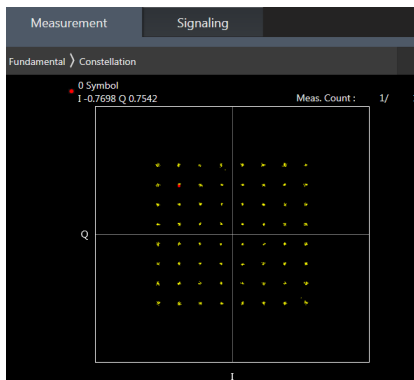 Measurement Signaling
Fundamental 〉 Constellation
0 Symbol
I -0.7698 Q 0.7542 Meas. Count : 1/
Q
I